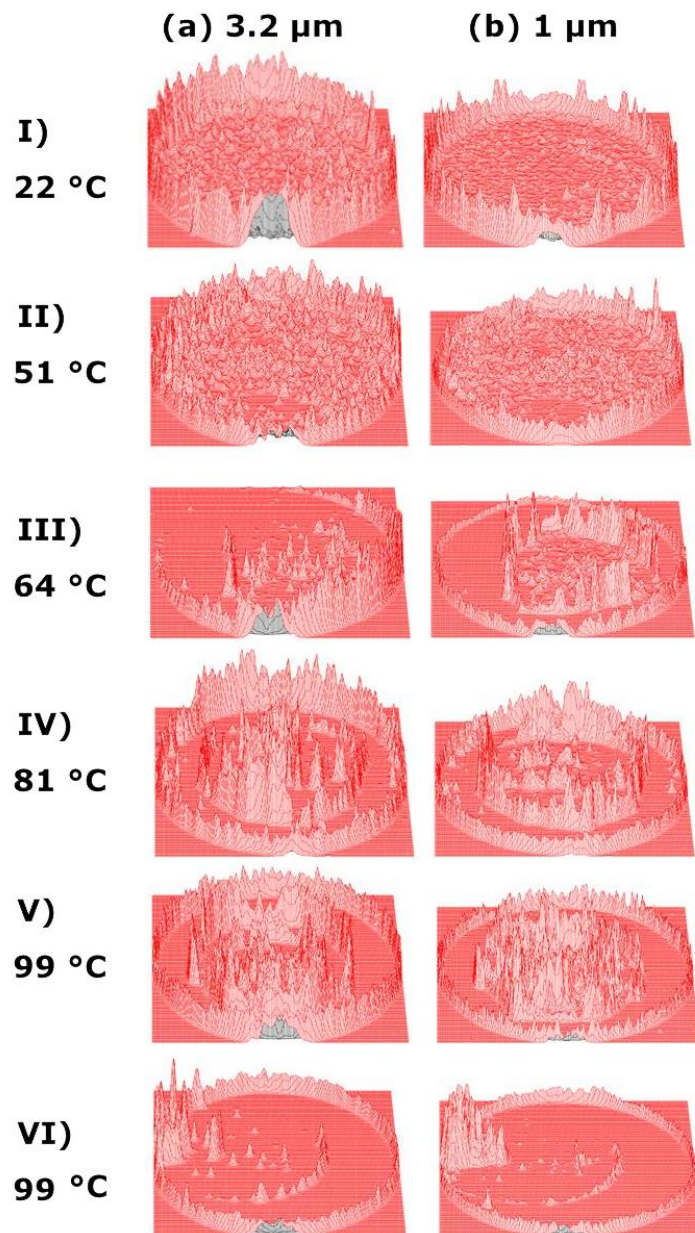 (a) 3.2 μm (b) 1 μm
I)
22 °C
II)
51 °C
III)
64 °C
IV)
81 °C
V)
99 °C
VI)
99 °C